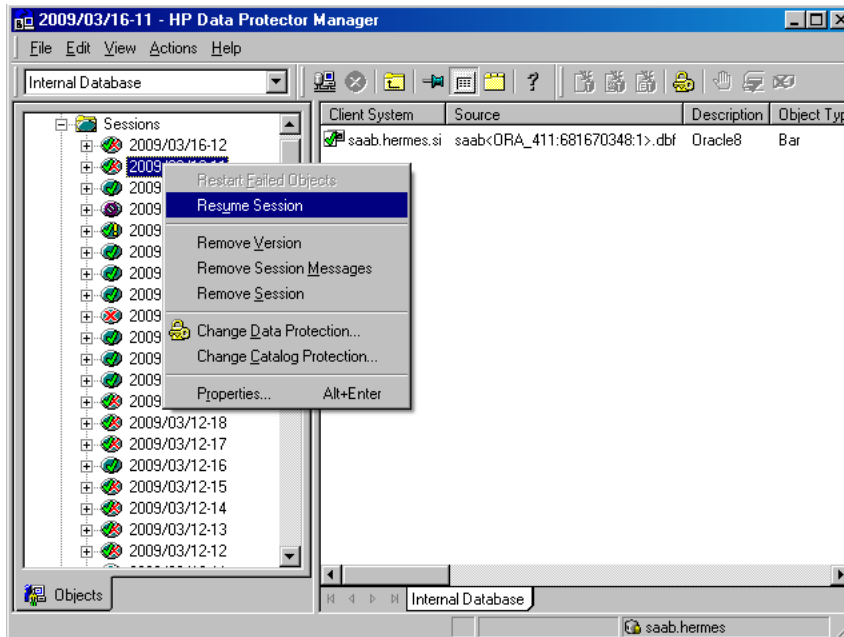 2009/03/16-11 - HP Data Protector Manager
File Edit View Actions Help
Internal Database
Sessions
2009/03/16-12
2009
2009
2009
2009
2009
2009
2009
2009
2009
2009
2009
2009/03/12-18
2009/03/12-17
2009/03/12-16
2009/03/12-15
2009/03/12-14
2009/03/12-13
2009/03/12-12
Objects
Restart Failed Objects
Resume Session
Remove Version
Remove Session Messages
Remove Session
Change Data Protection...
Change Catalog Protection...
Properties... Alt+Enter
Client System Source Description Object Typ
saab.hermes.si saab<ORA_411:681670348:1>.dbf Oracle8 Bar
Internal Database
saab.hermes